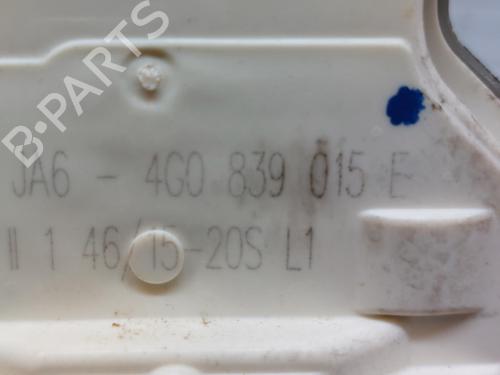 B-PARTS
JA6 - 4G0 839 015 E
II 1 46/15-20S L1